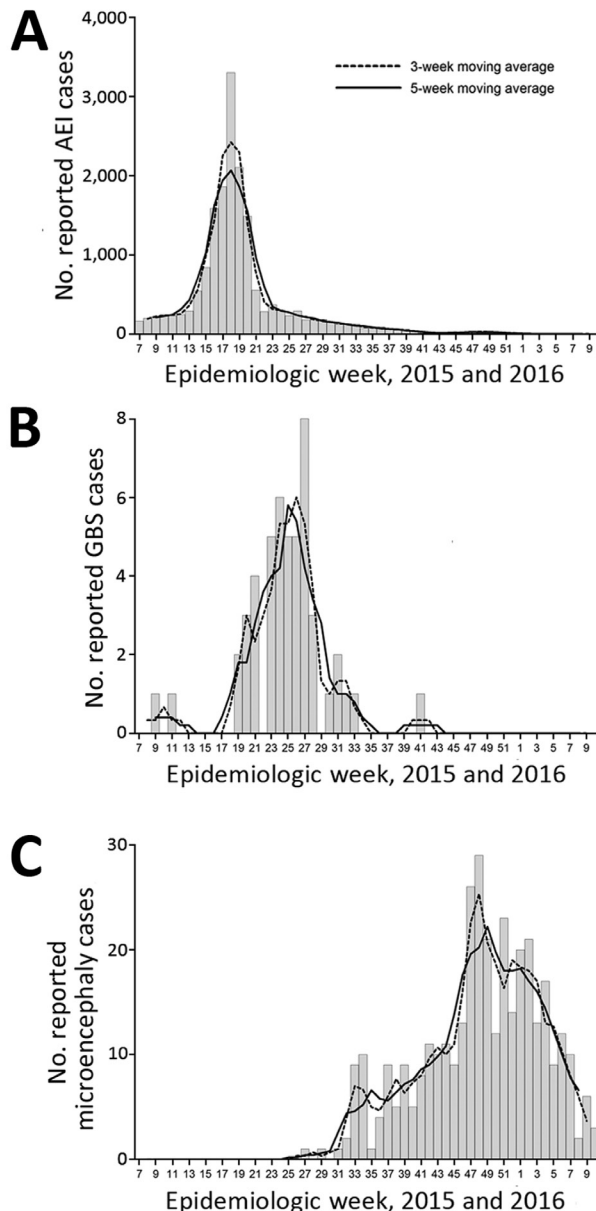 A
4,000
3,000
2,000
1,000
0
No. reported AEI cases
3-week moving average
5-week moving average
7 9 11 13 15 17 19 21 23 25 27 29 31 33 35 37 39 41 43 45 47 49 51 1 3 5 7 9
Epidemiologic week, 2015 and 2016
B
8
6
4
2
0
No. reported GBS cases
7 9 11 13 15 17 19 21 23 25 27 29 31 33 35 37 39 41 43 45 47 49 51 1 3 5 7 9
Epidemiologic week, 2015 and 2016
C
30
20
10
0
No. reported
microencephaly cases
7 9 11 13 15 17 19 21 23 25 27 29 31 33 35 37 39 41 43 45 47 49 51 1 3 5 7 9
Epidemiologic week, 2015 and 2016